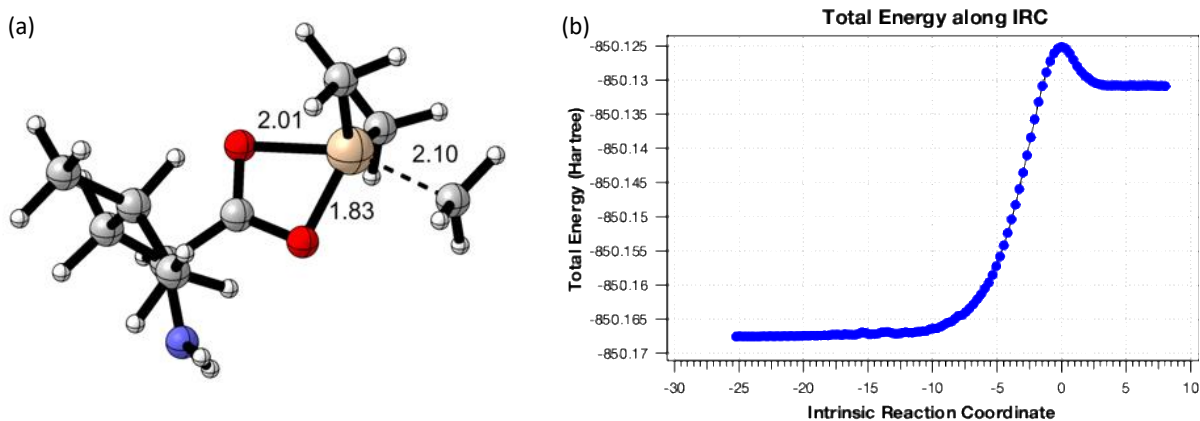 (a)
2.01
2.10
1.83
(b)
Total Energy along IRC
Total Energy (Hartree)
-850.125
-850.13
-850.135
-850.14
-850.145
-850.15
-850.155
-850.16
-850.165
-850.17
-30 -25 -20 -15 -10 -5 0 5 10
Intrinsic Reaction Coordinate